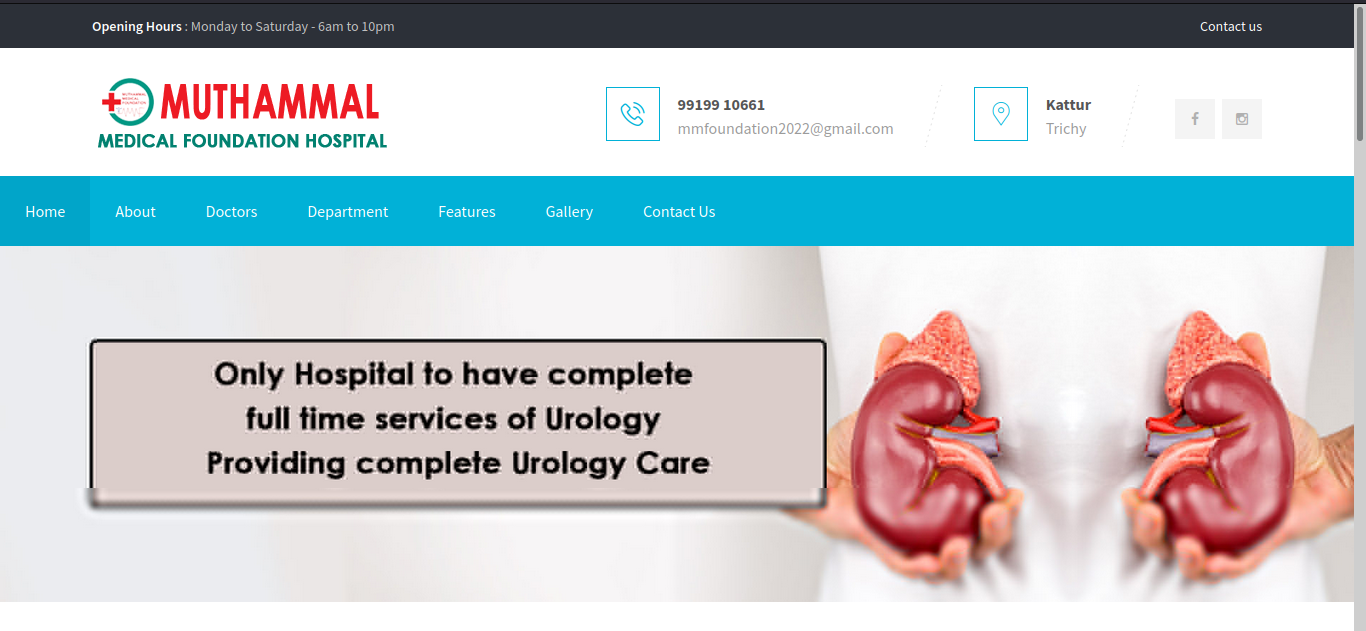 Opening Hours : Monday to Saturday - 6am to 10pm
Contact us
MUTHAMMAL
MEDICAL FOUNDATION HOSPITAL
99199 10661
mmfoundation2022@gmail.com
Kattur
Trichy
Home
About
Doctors
Department
Features
Gallery
Contact Us
Only Hospital to have complete
full time services of Urology
Providing complete Urology Care